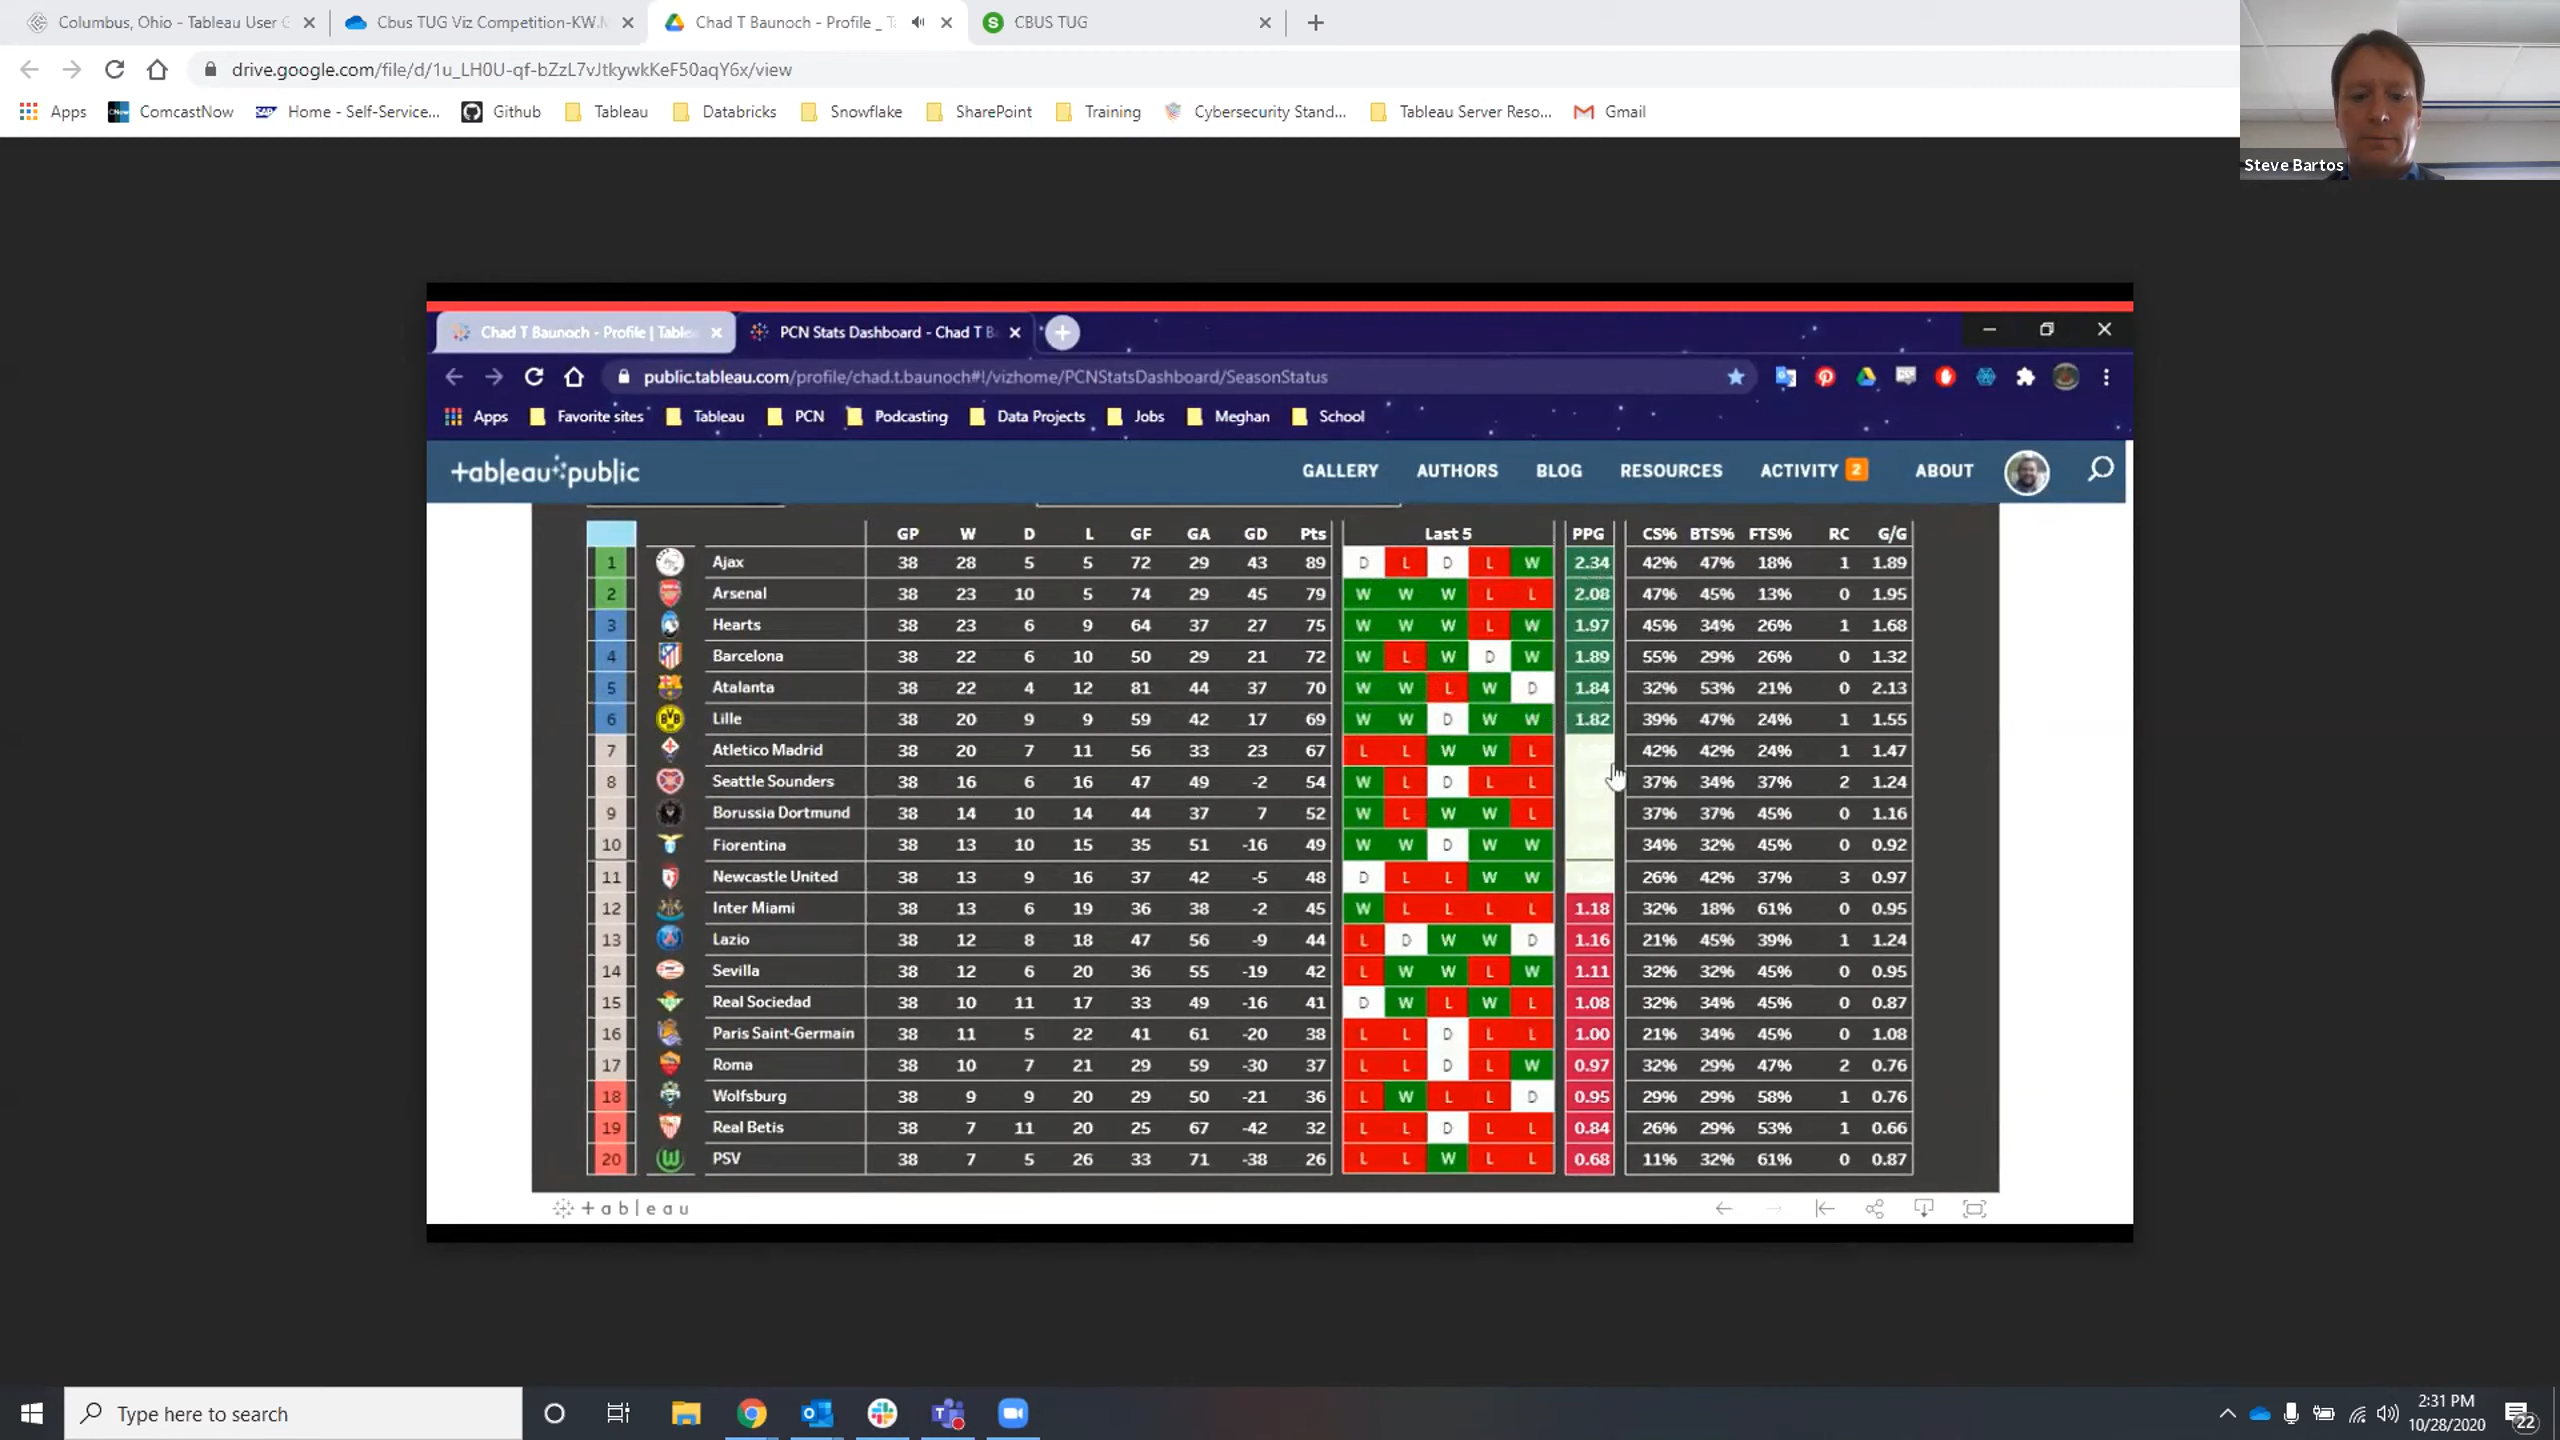 Columbus, Ohio - Tableau User G
Cbus TUG Viz Competition-KW.M
Chad T Baunoch - Profile _ Ta
CBUS TUG
drive.google.com/file/d/1u_LH0U-qf-bZzL7vJtkywkKeF50aqY6x/view
Apps ComcastNow Home - Self-Service... Github Tableau Databricks Snowflake SharePoint Training Cybersecurity Stand... Tableau Server Reso... Gmail
Steve Bartos
Chad T Baunoch - Profile | Table
PCN Stats Dashboard - Chad T B
public.tableau.com/profile/chad.t.baunoch#!/vizhome/PCNStatsDashboard/SeasonStatus
Apps Favorite sites Tableau PCN Podcasting Data Projects Jobs Meghan School
+ableau public GALLERY AUTHORS BLOG RESOURCES ACTIVITY 2 ABOUT
GP W D L GF GA GD Pts Last 5 PPG CS% BTS% FTS% RC G/G
1 Ajax 38 28 5 5 72 29 43 89 D L D L W 2.34 42% 47% 18% 1 1.89
2 Arsenal 38 23 10 5 74 29 45 79 W W W L L 2.08 47% 45% 13% 0 1.95
3 Hearts 38 23 6 9 64 37 27 75 W W W L W 1.97 45% 34% 26% 1 1.68
4 Barcelona 38 22 6 10 50 29 21 72 W L W D W 1.89 55% 29% 26% 0 1.32
5 Atalanta 38 22 4 12 81 44 37 70 W W L W D 1.84 32% 53% 21% 0 2.13
6 Lille 38 20 9 9 59 42 17 69 W W D W W 1.82 39% 47% 24% 1 1.55
7 Atletico Madrid 38 20 7 11 56 33 23 67 L L W W L 42% 42% 24% 1 1.47
8 Seattle Sounders 38 16 6 16 47 49 -2 54 W L D L L 37% 34% 37% 2 1.24
9 Borussia Dortmund 38 14 10 14 44 37 7 52 W L W W L 37% 37% 45% 0 1.16
10 Fiorentina 38 13 10 15 35 51 -16 49 W W D W W 34% 32% 45% 0 0.92
11 Newcastle United 38 13 9 16 37 42 -5 48 D L L W W 26% 42% 37% 3 0.97
12 Inter Miami 38 13 6 19 36 38 -2 45 W L L L L 1.18 32% 18% 61% 0 0.95
13 Lazio 38 12 8 18 47 56 -9 44 L D W W D 1.16 21% 45% 39% 1 1.24
14 Sevilla 38 12 6 20 36 55 -19 42 L W W L W 1.11 32% 32% 45% 0 0.95
15 Real Sociedad 38 10 11 17 33 49 -16 41 D W L W L 1.08 32% 34% 45% 0 0.87
16 Paris Saint-Germain 38 11 5 22 41 61 -20 38 L L D L L 1.00 21% 34% 45% 0 1.08
17 Roma 38 10 7 21 29 59 -30 37 L L D L W 0.97 32% 29% 47% 2 0.76
18 Wolfsburg 38 9 9 20 29 50 -21 36 L W L L D 0.95 29% 29% 58% 1 0.76
19 Real Betis 38 7 11 20 25 67 -42 32 L L D L L 0.84 26% 29% 53% 1 0.66
20 PSV 38 7 5 26 33 71 -38 26 L L W L L 0.68 11% 32% 61% 0 0.87
+ableau
Type here to search
2:31 PM
10/28/2020
22